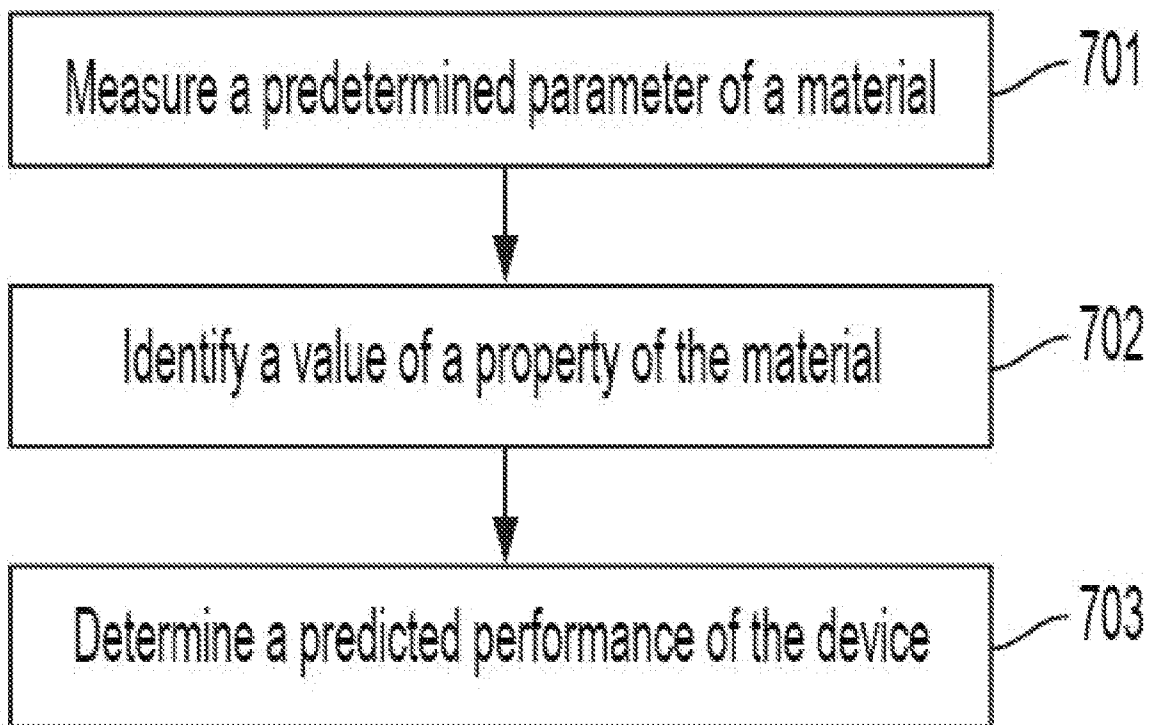 Measure a predetermined parameter of a material
701
Identify a value of a property of the material
702
Determine a predicted performance of the device
703